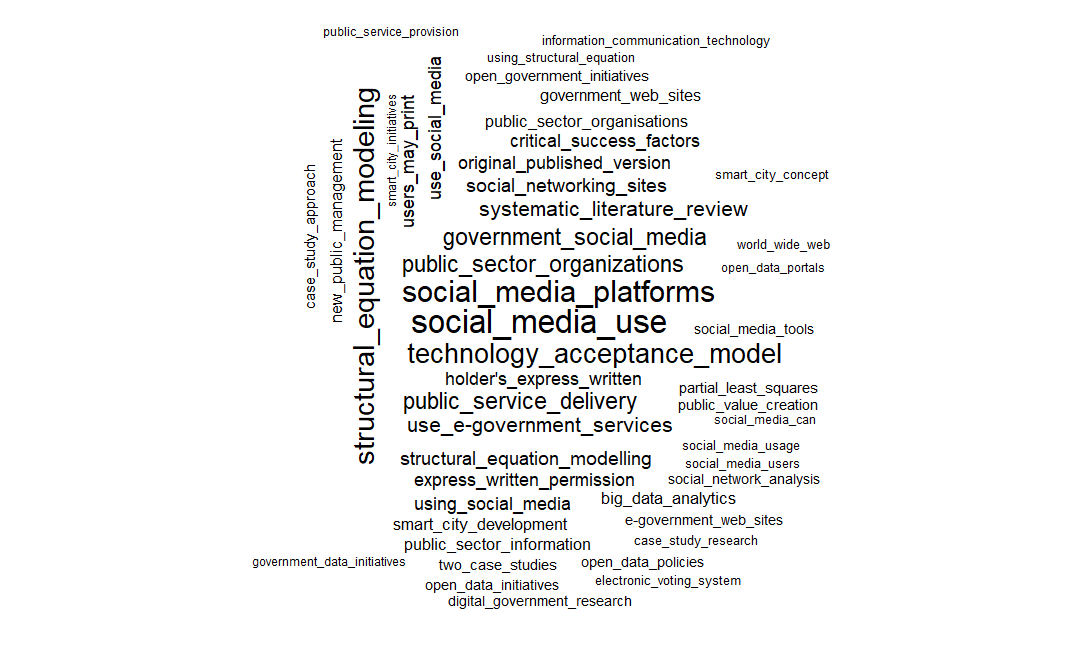 public_service_provision
information_communication_technology
using_structural_equation
open_government_initiatives
government_web_sites
public_sector_organisations
critical_success_factors
original_published_version
smart_city_concept
social_networking_sites
systematic_literature_review
government_social_media
world_wide_web
public_sector_organizations
open_data_portals
social_media_platforms
social_media_use
social_media_tools
technology_acceptance_model
holder's_express_written
partial_least_squares
public_service_delivery
public_value_creation
social_media_can
use_e-government_services
social_media_usage
structural_equation_modelling
social_media_users
express_written_permission
social_network_analysis
using_social_media
big_data_analytics
smart_city_development
e-government_web_sites
public_sector_information
case_study_research
government_data_initiatives
two_case_studies
open_data_policies
open_data_initiatives
electronic_voting_system
digital_government_research
case_study_approach
new_public_management
structural_equation_modeling
smart_city_initiatives
users_may_print
use_social_media